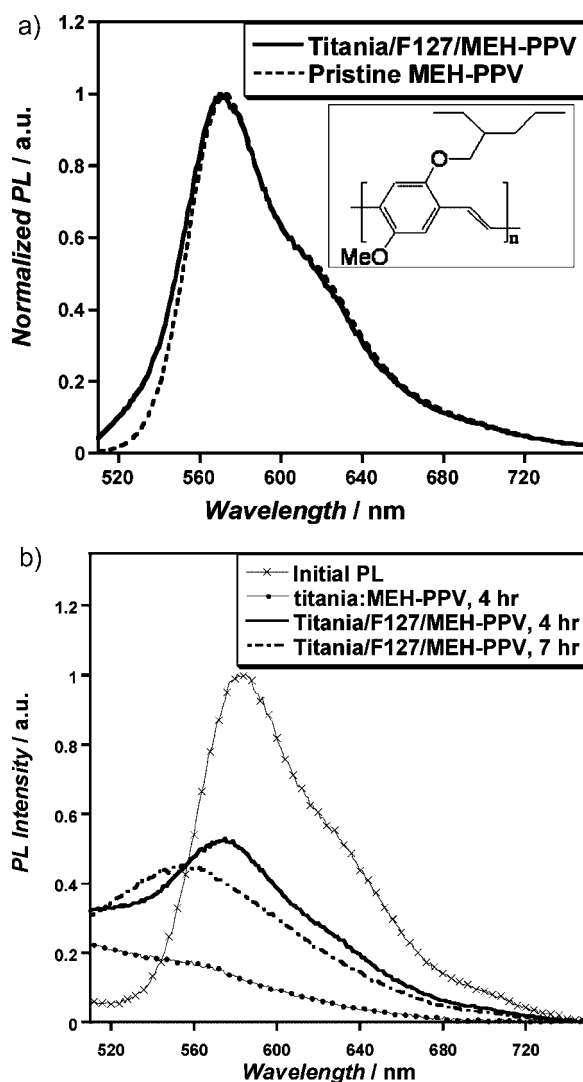 a)
Titania/F127/MEH-PPV
Pristine MEH-PPV
1.2
1
0.8
0.6
0.4
0.2
0
Normalized PL / a.u.
O
MeO
n
520 560 600 640 680 720
Wavelength / nm
b)
Initial PL
titania:MEH-PPV, 4 hr
Titania/F127/MEH-PPV, 4 hr
Titania/F127/MEH-PPV, 7 hr
1.2
1
0.8
0.6
0.4
0.2
0
PL Intensity / a.u.
520 560 600 640 680 720
Wavelength / nm